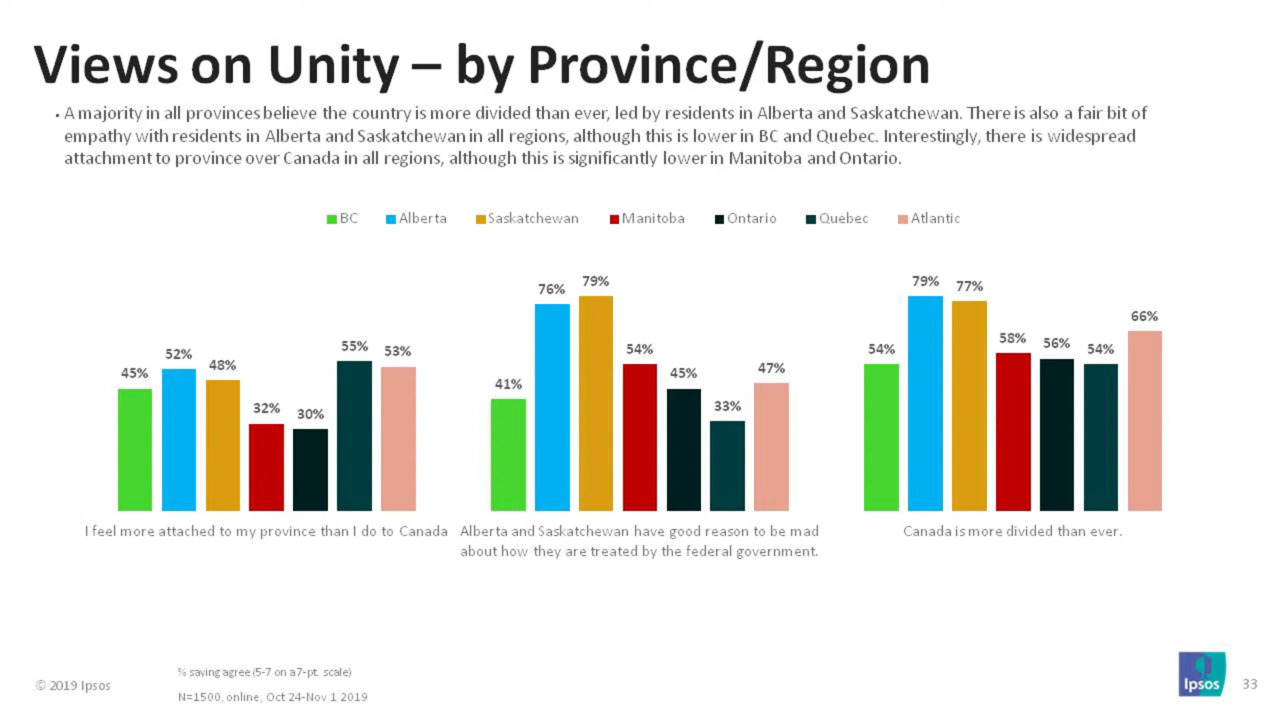 Views on Unity – by Province/Region
• A majority in all provinces believe the country is more divided than ever, led by residents in Alberta and Saskatchewan. There is also a fair bit of
empathy with residents in Alberta and Saskatchewan in all regions, although this is lower in BC and Quebec. Interestingly, there is widespread
attachment to province over Canada in all regions, although this is significantly lower in Manitoba and Ontario.
BC Alberta Saskatchewan Manitoba Ontario Quebec Atlantic
45% 52% 48% 32% 30% 55% 53%
I feel more attached to my province than I do to Canada
41% 76% 79% 54% 45% 33% 47%
Alberta and Saskatchewan have good reason to be mad
about how they are treated by the federal government.
54% 79% 77% 58% 56% 54% 66%
Canada is more divided than ever.
% saying agree (5-7 on a 7-pt. scale)
N=1500, online, Oct 24-Nov 1 2019
© 2019 Ipsos
Ipsos
33